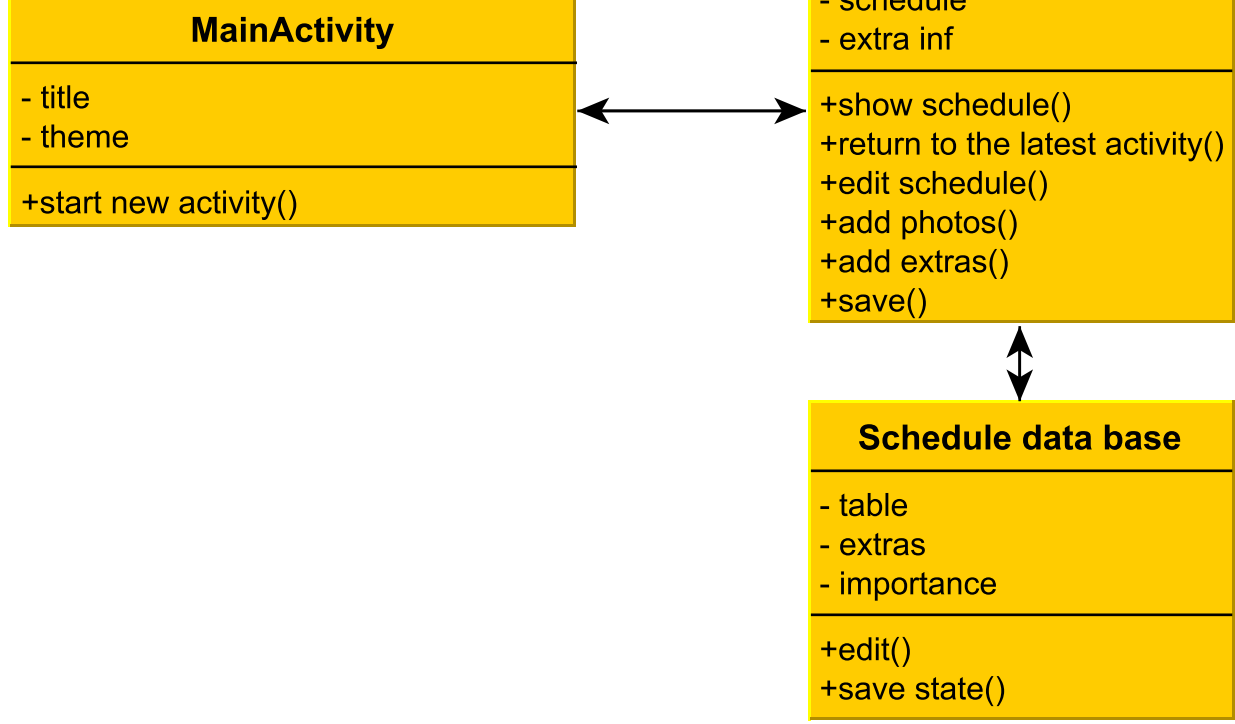 MainActivity
- title
- theme
+start new activity()
- schedule
- extra inf
+show schedule()
+return to the latest activity()
+edit schedule()
+add photos()
+add extras()
+save()
Schedule data base
- table
- extras
- importance
+edit()
+save state()